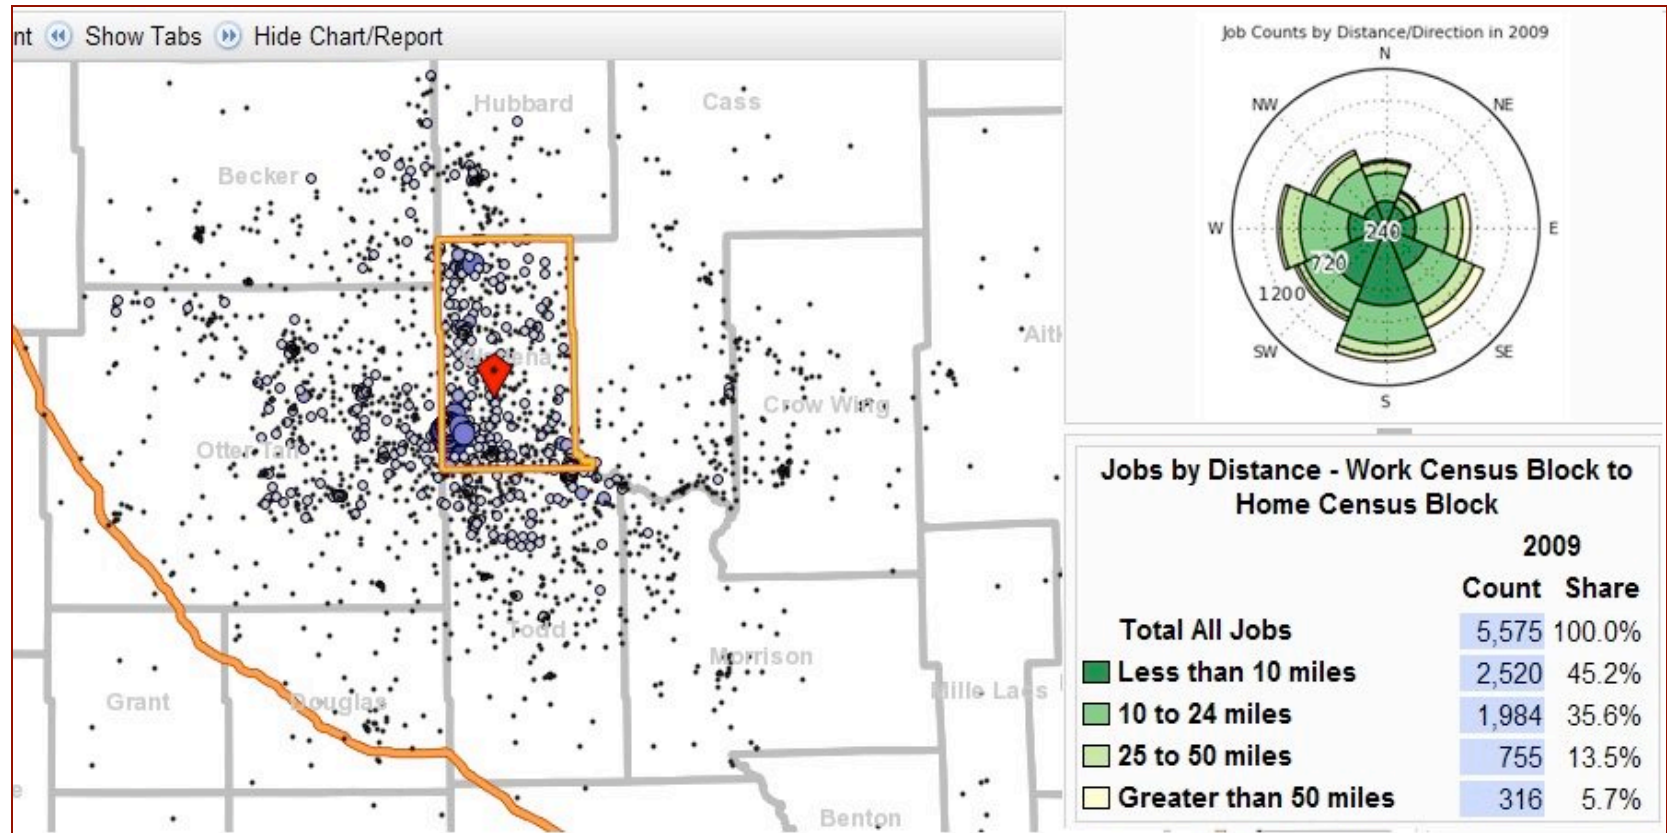 nt Show Tabs Hide Chart/Report
Hubbard
Cass
Becker
Crow Wing
Otter Tail
Todd
Morrison
Mille Lacs
Grant
Douglas
Benton
Job Counts by Distance/Direction in 2009
N
NW
NE
W
E
240
720
1200
SW
SE
S
Jobs by Distance - Work Census Block to
Home Census Block
2009
Count Share
Total All Jobs 5,575 100.0%
Less than 10 miles 2,520 45.2%
10 to 24 miles 1,984 35.6%
25 to 50 miles 755 13.5%
Greater than 50 miles 316 5.7%